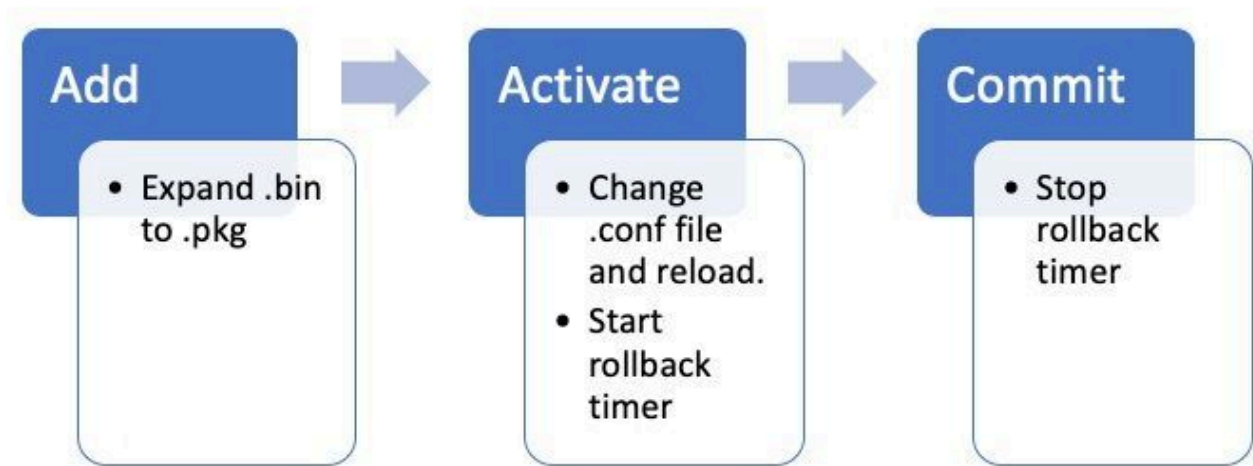 Add
• Expand .bin
to .pkg
Activate
• Change
.conf file
and reload.
• Start
rollback
timer
Commit
• Stop
rollback
timer